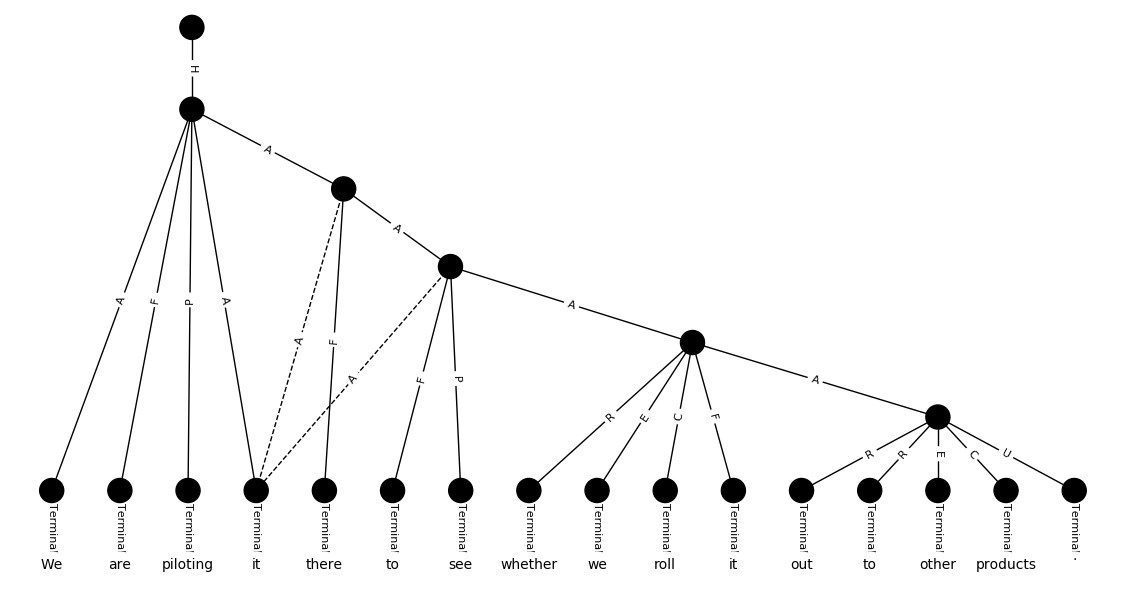 H
A
A
A F P A A F A A R E C F A R R E C U
A F P
Terminal Terminal Terminal Terminal Terminal Terminal Terminal Terminal Terminal Terminal Terminal Terminal Terminal Terminal Terminal Terminal
We are piloting it there to see whether we roll it out to other products .